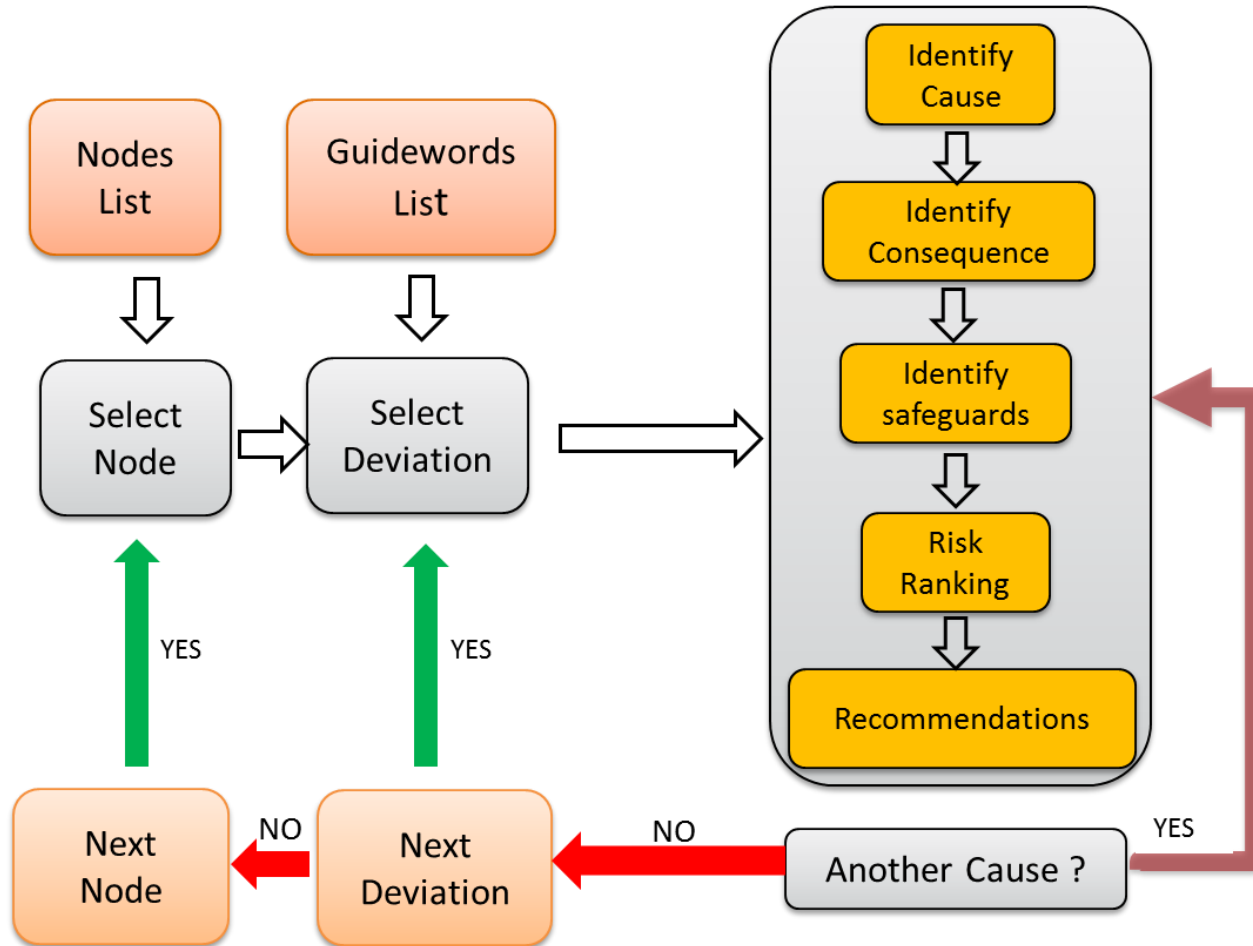 Nodes
List
Guidewords
List
Identify
Cause
Identify
Consequence
Identify
safeguards
Risk
Ranking
Recommendations
Select
Node
Select
Deviation
YES
YES
Next
Node
NO
Next
Deviation
NO
Another Cause ?
YES